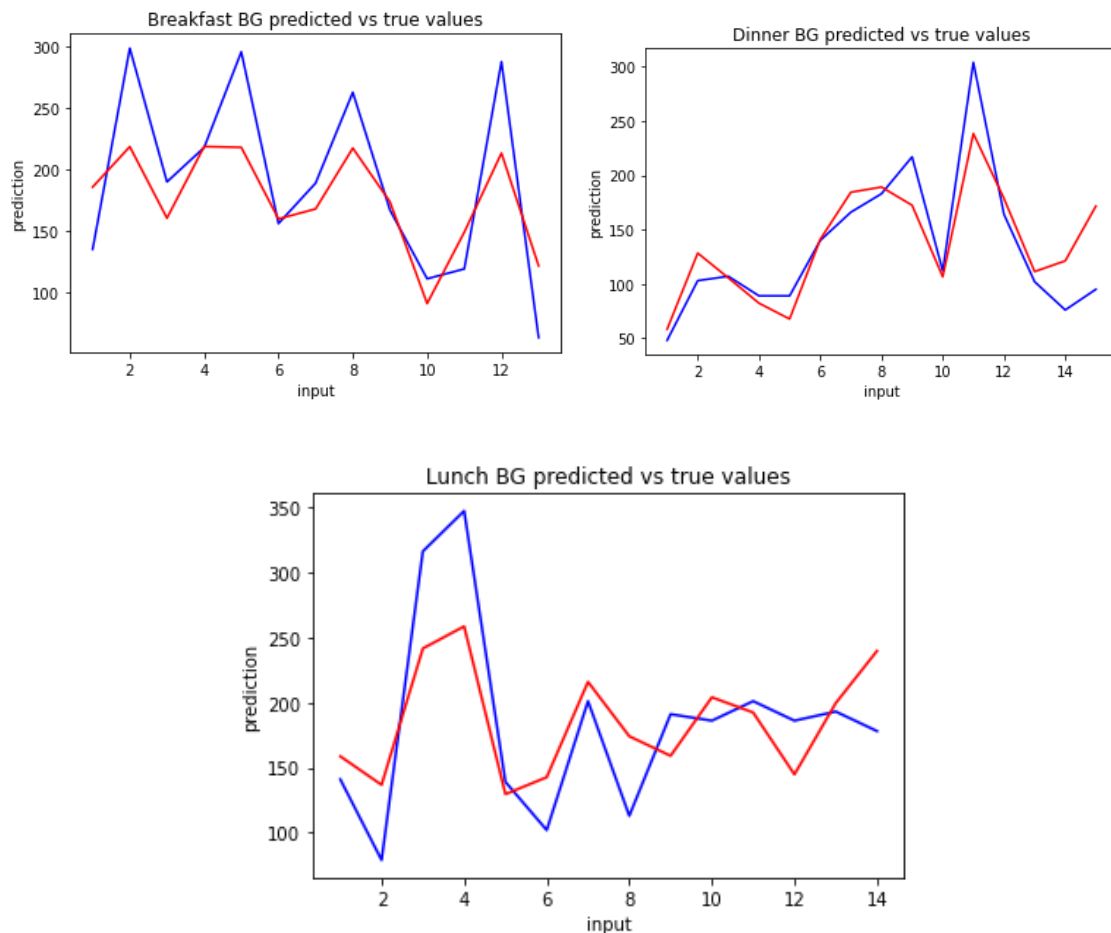 Breakfast BG predicted vs true values
300
250
200
150
100
prediction
2 4 6 8 10 12
input
Dinner BG predicted vs true values
300
250
200
150
100
50
prediction
2 4 6 8 10 12 14
input
Lunch BG predicted vs true values
350
300
250
200
150
100
prediction
2 4 6 8 10 12 14
input